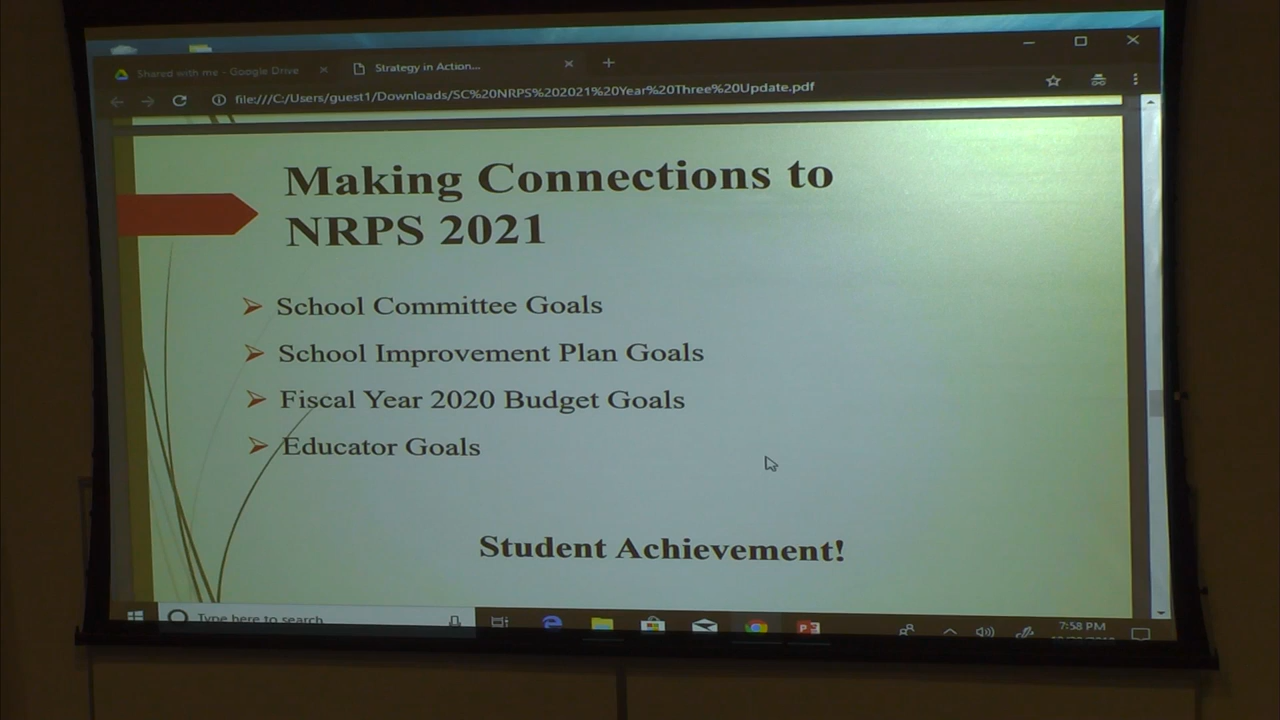 Shared with me - Google Drive
Strategy in Action...
file:///C:/Users/guest1/Downloads/SC%20NRPS%202021%20Year%20Three%20Update.pdf
Making Connections to
NRPS 2021
School Committee Goals
School Improvement Plan Goals
Fiscal Year 2020 Budget Goals
Educator Goals
Student Achievement!
Type here to search
7:58 PM